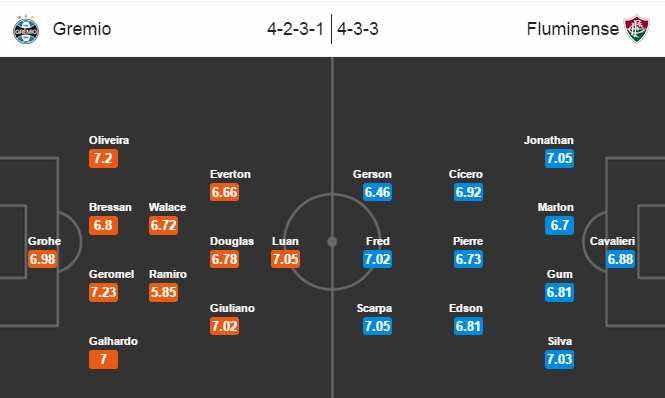 GREMIO
Gremio
4-2-3-1
4-3-3
Fluminense
Oliveira
7.2
Bressan
6.8
Grohe
6.98
Geromel
7.23
Galhardo
7
Walace
6.72
Ramiro
5.85
Everton
6.66
Douglas
6.78
Giuliano
7.02
Luan
7.05
Gerson
6.46
Fred
7.02
Scarpa
7.05
Cícero
6.92
Pierre
6.73
Edson
6.81
Jonathan
7.05
Marlon
6.7
Gum
6.81
Silva
7.03
Cavalieri
6.88